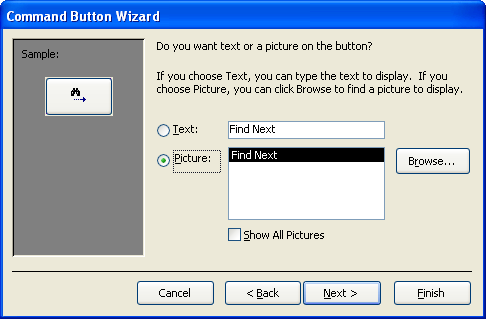 Command Button Wizard
Sample:
Do you want text or a picture on the button?
If you choose Text, you can type the text to display. If you
choose Picture, you can click Browse to find a picture to display.
Text:
Find Next
Picture:
Find Next
Browse...
Show All Pictures
Cancel
< Back
Next >
Finish